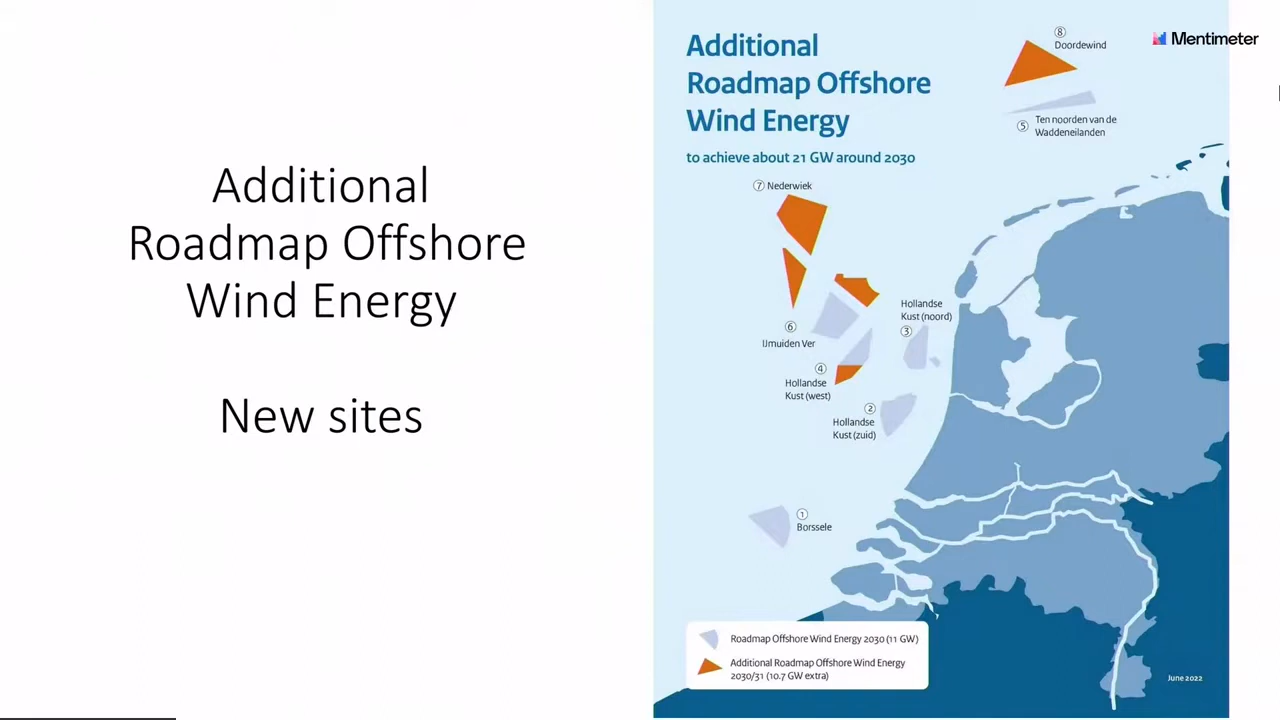 Additional
Roadmap Offshore
Wind Energy
New sites
Additional
Roadmap Offshore
Wind Energy
to achieve about 21 GW around 2030
Mentimeter
8
Doordewind
5
Ten noorden van de
Waddeneilanden
7 Nederwiek
Hollandse
Kust (noord)
3
6
IJmuiden Ver
4
Hollandse
Kust (west)
2
Hollandse
Kust (zuid)
1
Borssele
Roadmap Offshore Wind Energy 2030 (11 GW)
Additional Roadmap Offshore Wind Energy
2030/31 (10.7 GW extra)
June 2022